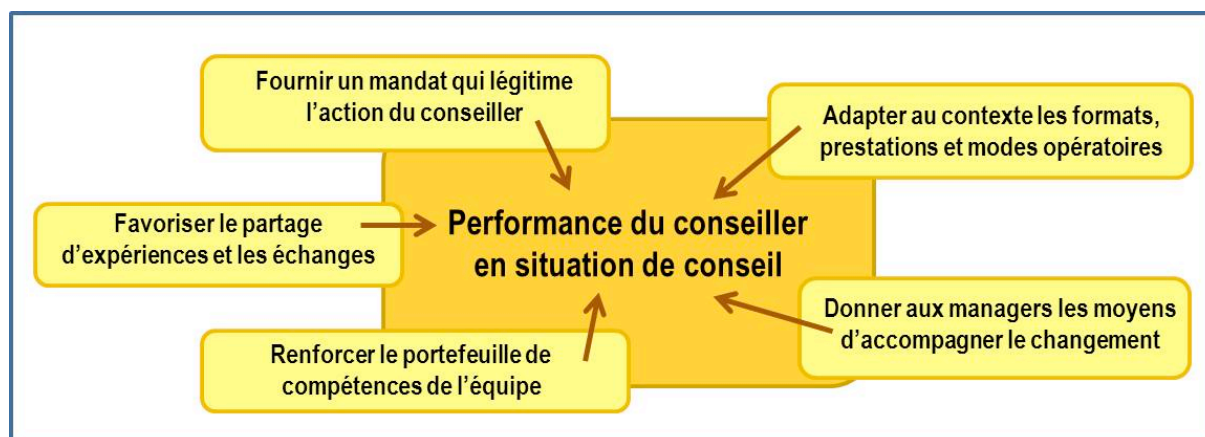 Fournir un mandat qui légitime
l’action du conseiller
Adapter au contexte les formats,
prestations et modes opératoires
Favoriser le partage
d’expériences et les échanges
Performance du conseiller
en situation de conseil
Donner aux managers les moyens
d’accompagner le changement
Renforcer le portefeuille de
compétences de l’équipe